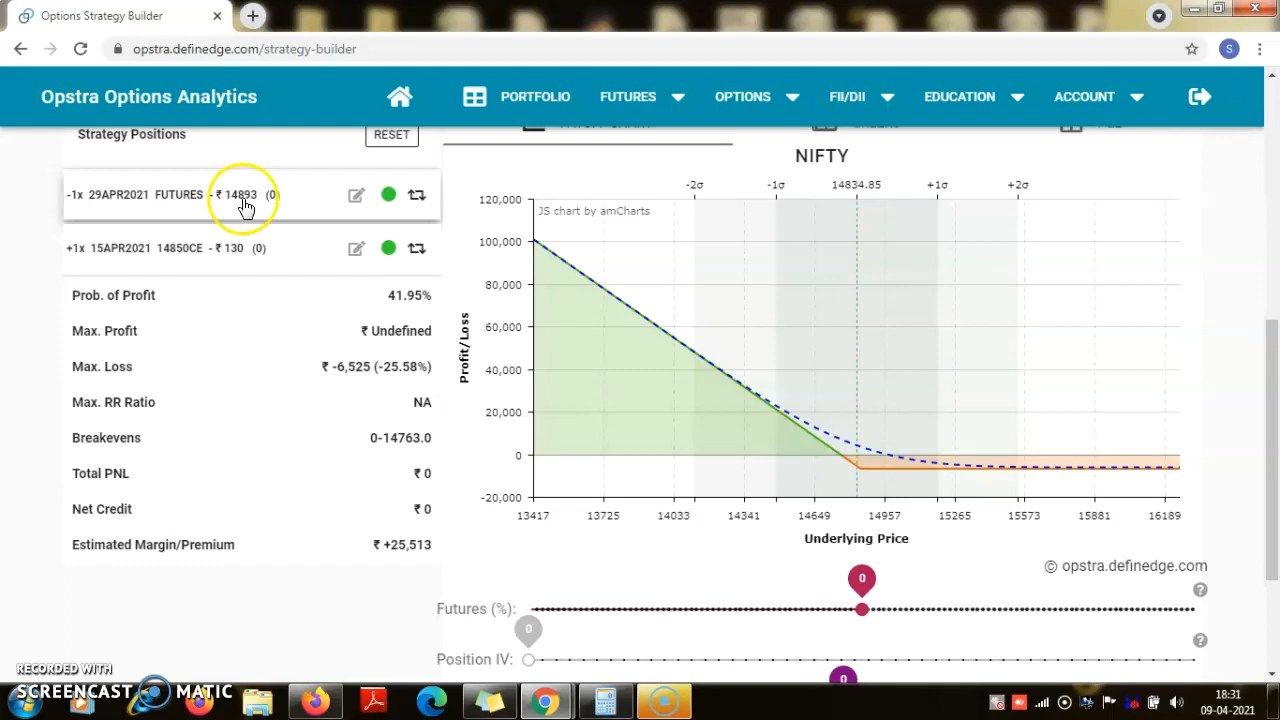 Options Strategy Builder
opstra.definedge.com/strategy-builder
S
Opstra Options Analytics
PORTFOLIO
FUTURES
OPTIONS
FII/DII
EDUCATION
ACCOUNT
Strategy Positions
RESET
-1x 29APR2021 FUTURES - ₹ 14893 (0)
+1x 15APR2021 14850CE - ₹ 130 (0)
Prob. of Profit 41.95%
Max. Profit ₹ Undefined
Max. Loss ₹ -6,525 (-25.58%)
Max. RR Ratio NA
Breakevens 0-14763.0
Total PNL ₹ 0
Net Credit ₹ 0
Estimated Margin/Premium ₹ +25,513
NIFTY
-2σ -1σ 14834.85 +1σ +2σ
JS chart by amCharts
120,000
100,000
80,000
60,000
40,000
20,000
0
-20,000
Profit/Loss
13417 13725 14033 14341 14649 14957 15265 15573 15881 16189
Underlying Price
© opstra.definedge.com
0
Futures (%):
?
0
Position IV:
?
0
RECORDED WITH
SCREENCAST MATIC
18:31
09-04-2021